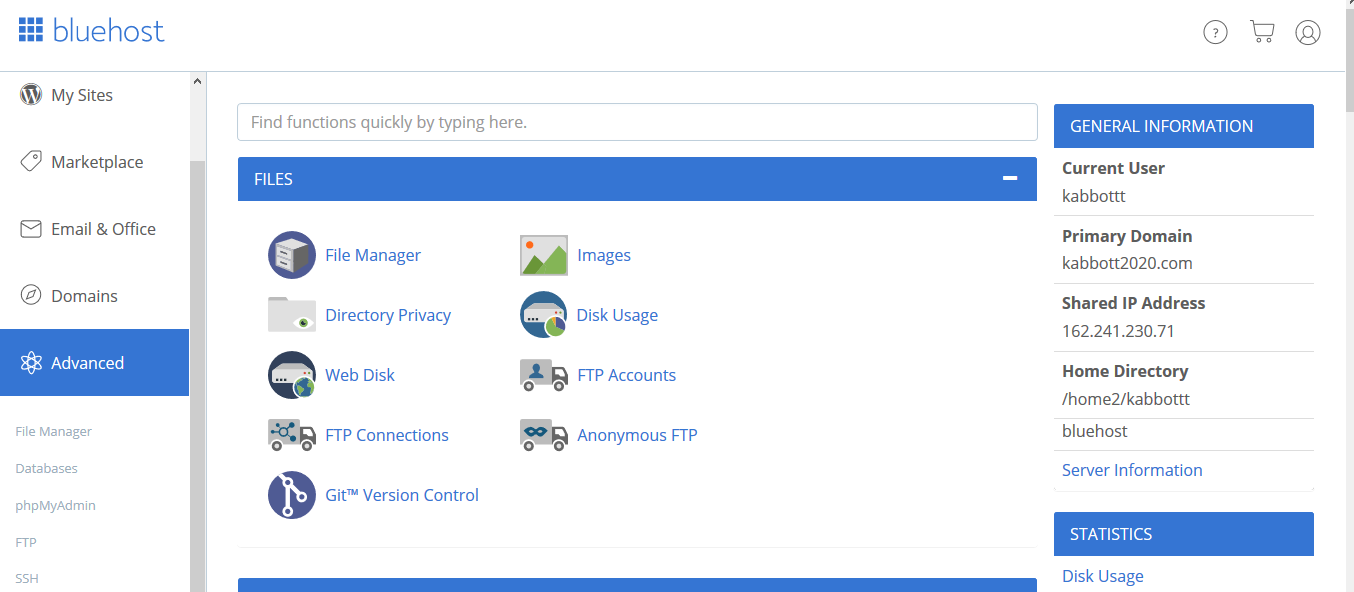 bluehost
?
My Sites
Marketplace
Email & Office
Domains
Advanced
File Manager
Databases
phpMyAdmin
FTP
SSH
Find functions quickly by typing here.
FILES
File Manager
Images
Directory Privacy
Disk Usage
Web Disk
FTP Accounts
FTP Connections
Anonymous FTP
Git™ Version Control
GENERAL INFORMATION
Current User
kabbottt
Primary Domain
kabbott2020.com
Shared IP Address
162.241.230.71
Home Directory
/home2/kabbottt
bluehost
Server Information
STATISTICS
Disk Usage